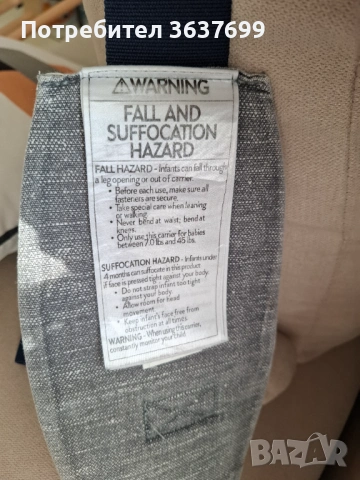 Потребител 3637699
⚠WARNING
FALL AND
SUFFOCATION
HAZARD
FALL HAZARD - Infants can fall through
a leg opening or out of carrier.
• Before each use, make sure all
fasteners are secure.
• Take special care when leaning
or walking.
• Never bend at waist; bend at
knees.
• Only use this carrier for babies
between 7.0 lbs and 45 lbs.
SUFFOCATION HAZARD - Infants under
4 months can suffocate in this product
if face is pressed tight against your body.
• Do not strap infant too tight
against your body.
• Allow room for head
movement.
• Keep infant's face free from
obstruction at all times.
WARNING - When using this carrier,
constantly monitor your child.
BAZAR